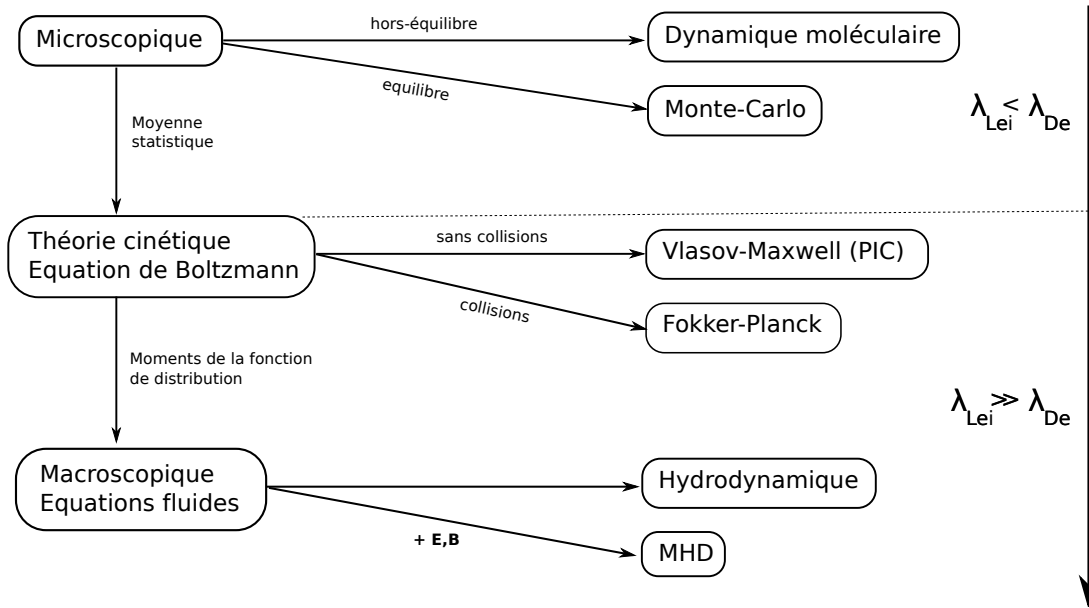 hors-équilibre
Microscopique
Dynamique moléculaire
equilibre
Monte-Carlo
λLei < λDe
Moyenne
statistique
Théorie cinétique
Equation de Boltzmann
sans collisions
Vlasov-Maxwell (PIC)
collisions
Fokker-Planck
Moments de la fonction
de distribution
λLei ≫ λDe
Macroscopique
Equations fluides
Hydrodynamique
+ E,B
MHD